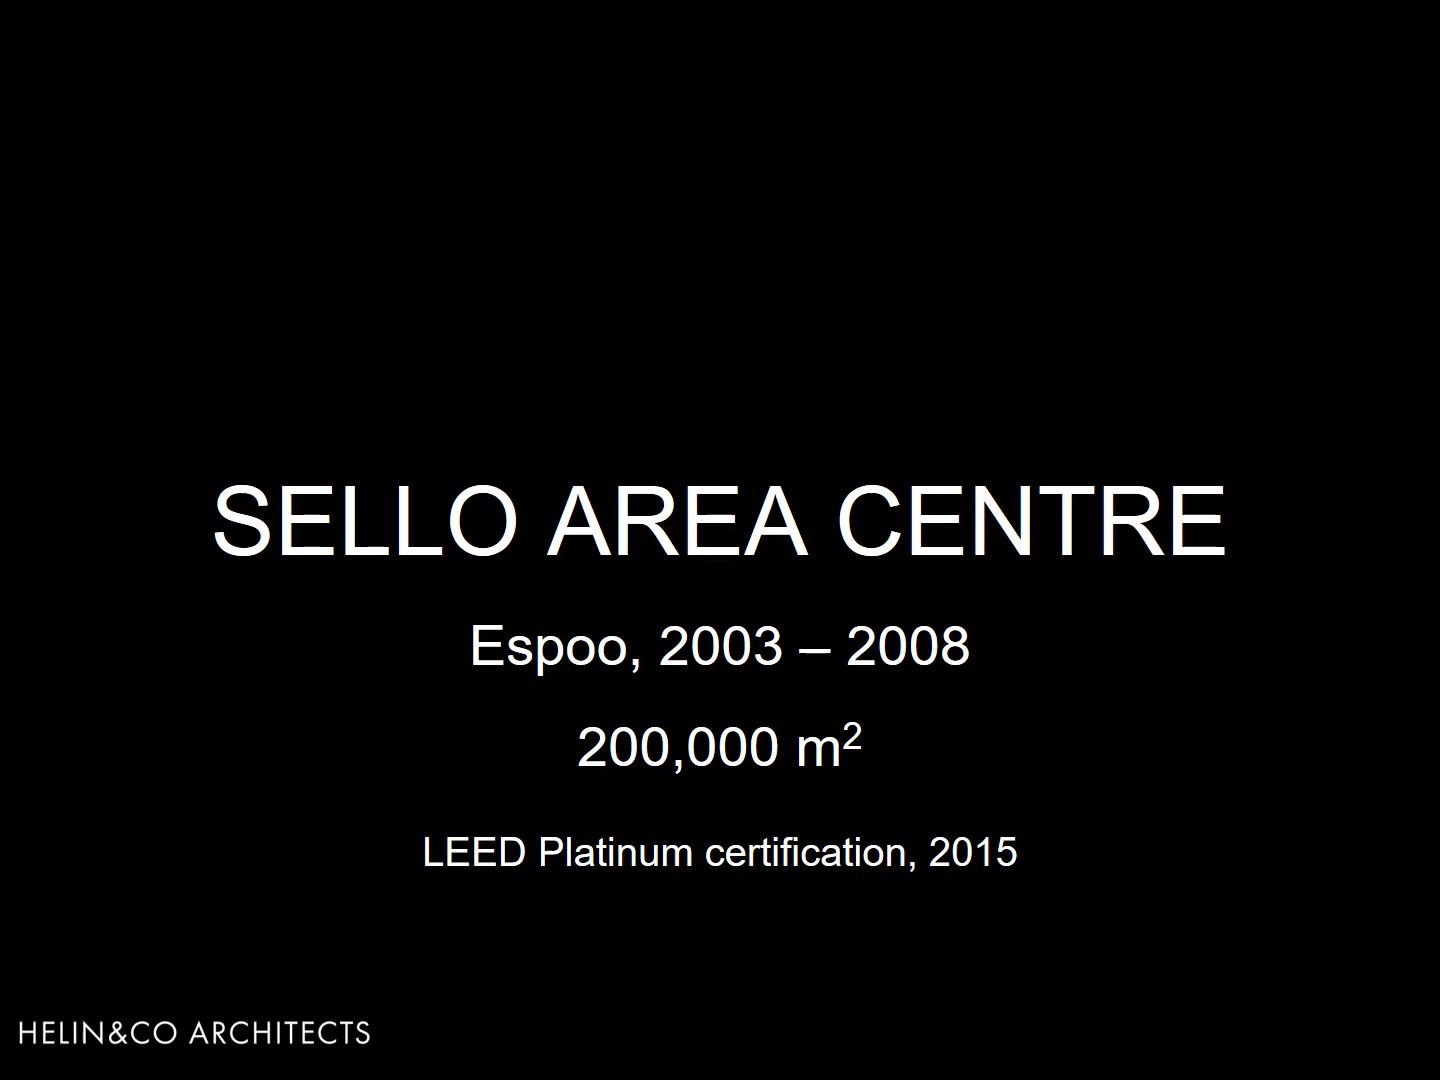 SELLO AREA CENTRE
Espoo, 2003 – 2008
200,000 m²
LEED Platinum certification, 2015
HELIN&CO ARCHITECTS